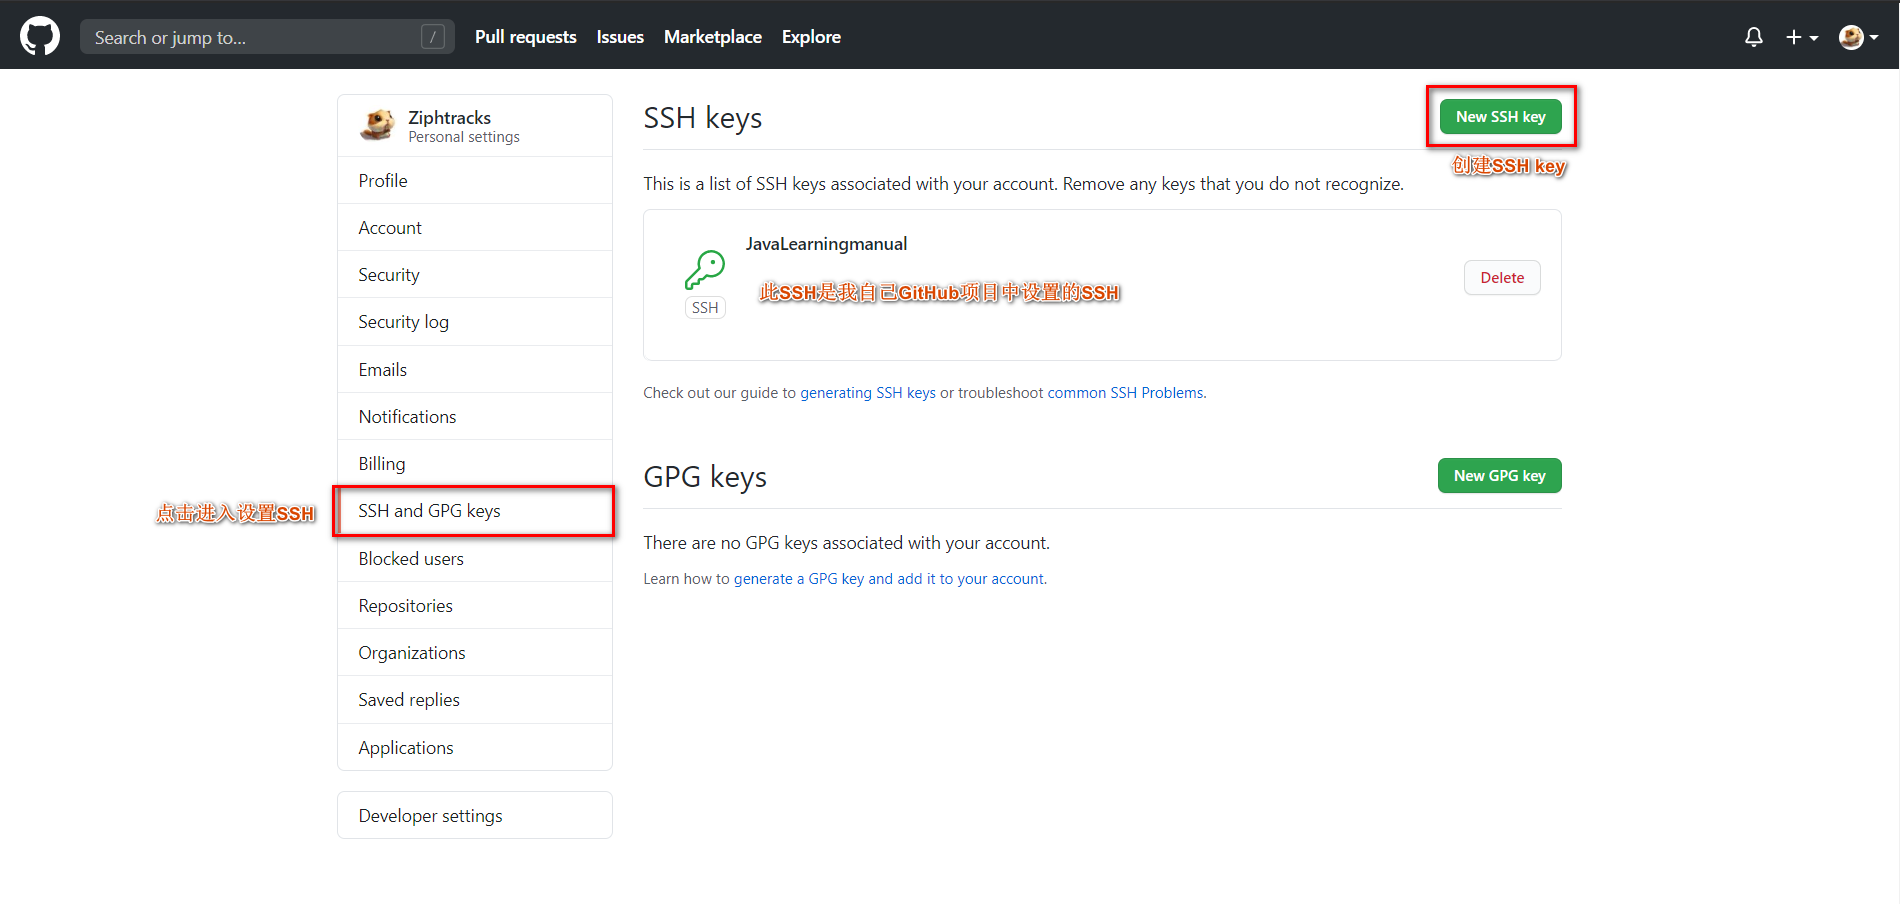 Search or jump to... /
Pull requests Issues Marketplace Explore
Ziphtracks
Personal settings
Profile
Account
Security
Security log
Emails
Notifications
Billing
点击进入设置SSH
SSH and GPG keys
Blocked users
Repositories
Organizations
Saved replies
Applications
Developer settings
SSH keys
New SSH key
创建SSH key
This is a list of SSH keys associated with your account. Remove any keys that you do not recognize.
JavaLearningmanual
此SSH是我自己GitHub项目中设置的SSH
SSH
Delete
Check out our guide to generating SSH keys or troubleshoot common SSH Problems.
GPG keys
New GPG key
There are no GPG keys associated with your account.
Learn how to generate a GPG key and add it to your account.